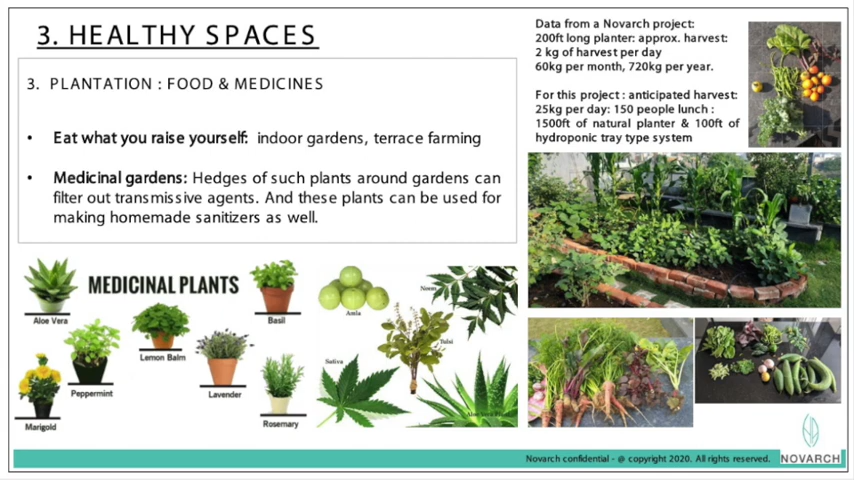 3. HEALTHY SPACES
3. PLANTATION : FOOD & MEDICINES
• Eat what you raise yourself: indoor gardens, terrace farming
• Medicinal gardens: Hedges of such plants around gardens can
filter out transmissive agents. And these plants can be used for
making homemade sanitizers as well.
Data from a Novarch project:
200ft long planter: approx. harvest:
2 kg of harvest per day
60kg per month, 720kg per year.
For this project : anticipated harvest:
25kg per day: 150 people lunch :
1500ft of natural planter & 100ft of
hydroponic tray type system
MEDICINAL PLANTS
Aloe Vera
Basil
Lemon Balm
Peppermint
Lavender
Marigold
Rosemary
Amla
Neem
Tulsi
Sativa
Aloe Vera
Novarch confidential - @ copyright 2020. All rights reserved.
NOVARCH